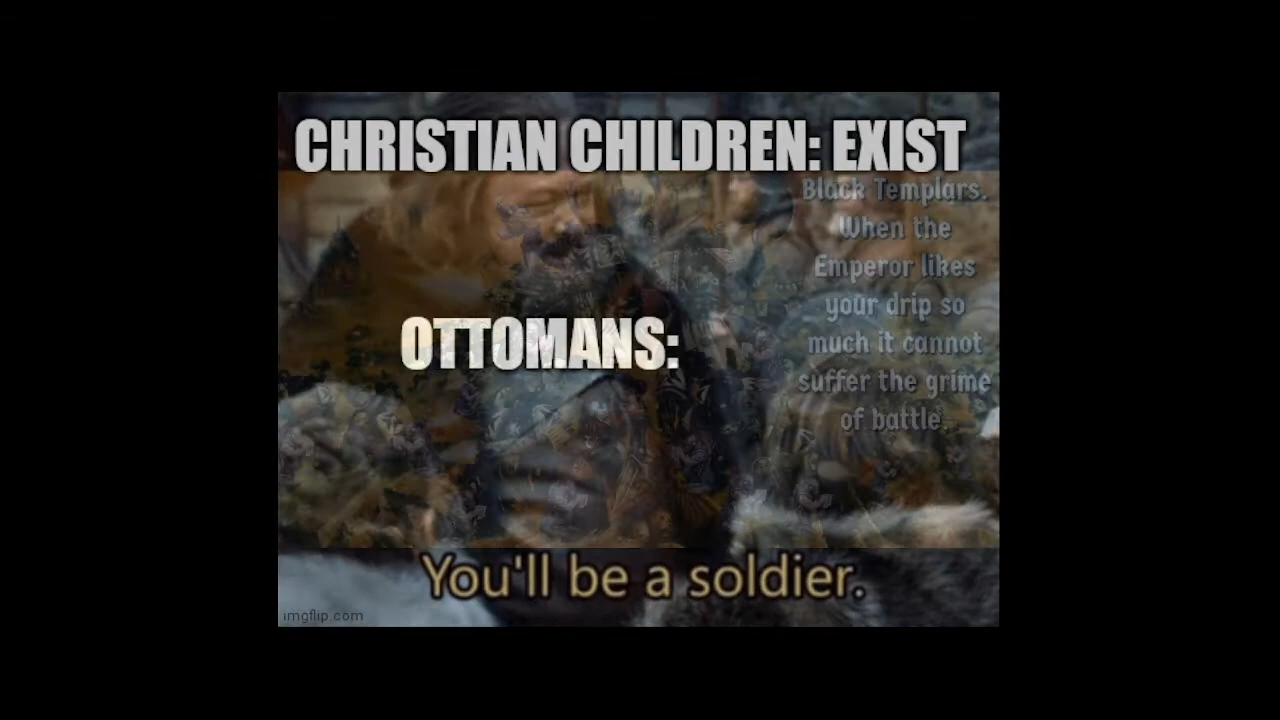 CHRISTIAN CHILDREN: EXIST
Black Templars.
When the
Emperor likes
your drip so
much it cannot
suffer the grime
of battle.
OTTOMANS:
You'll be a soldier.
imgflip.com